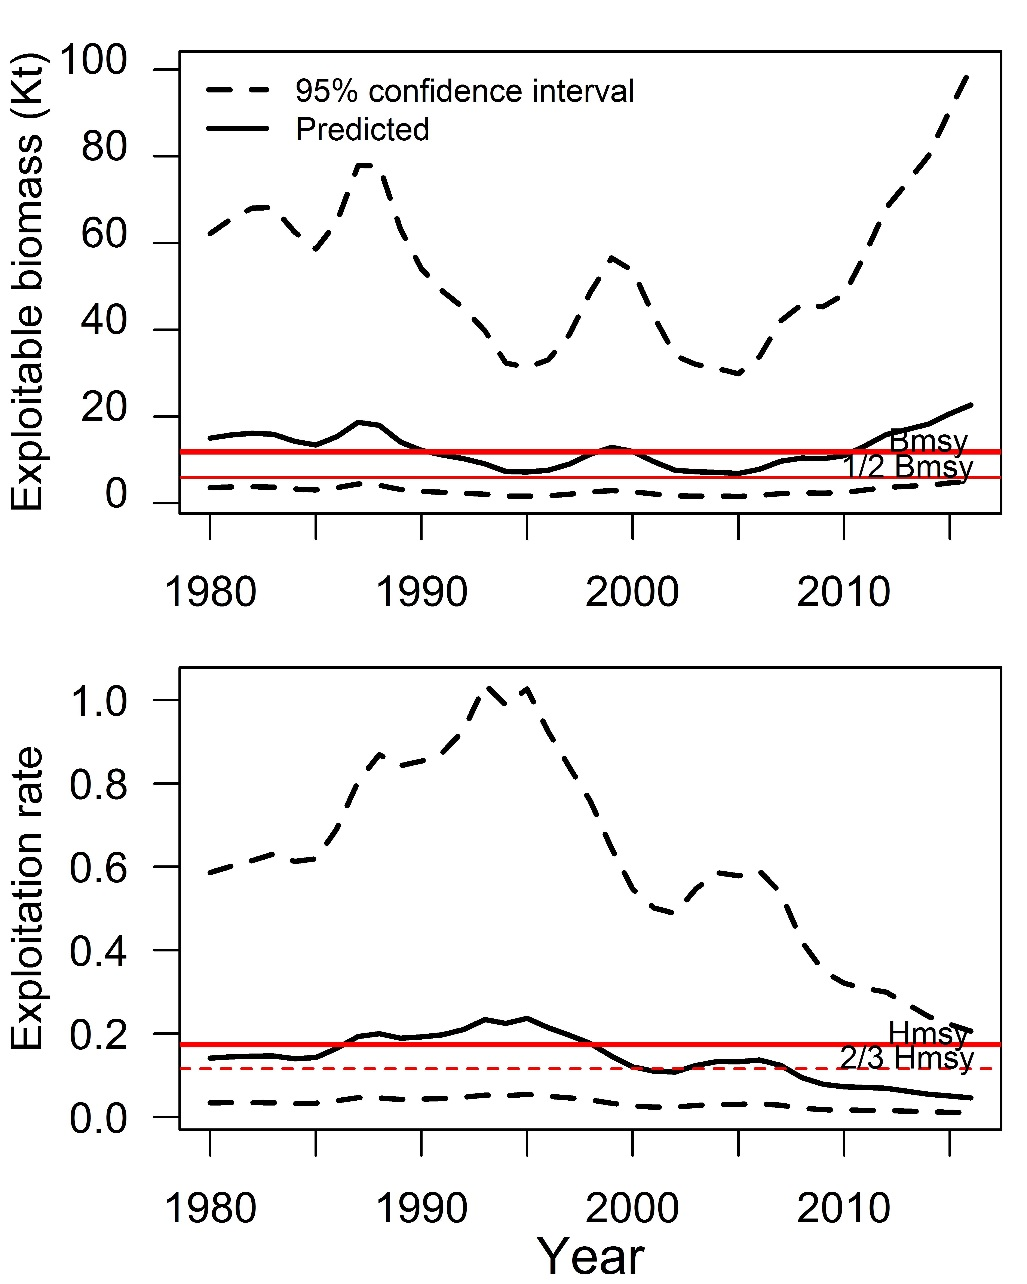 Exploitable biomass (Kt)
100
80
60
40
20
0
95% confidence interval
Predicted
Bmsy
1/2 Bmsy
1980
1990
2000
2010
Exploitation rate
1.0
0.8
0.6
0.4
0.2
0.0
Hmsy
2/3 Hmsy
1980
1990
2000
2010
Year